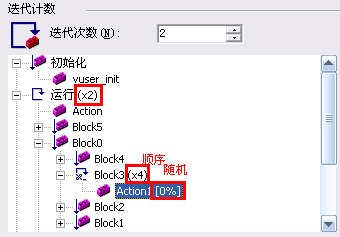 迭代计数
迭代次数(N): 2
初始化
vuser_init
运行 (x2)
Action
Block5
Block0
Block4 顺序
Block3 (x4) 随机
Action1 [0%]
Block2
Block1